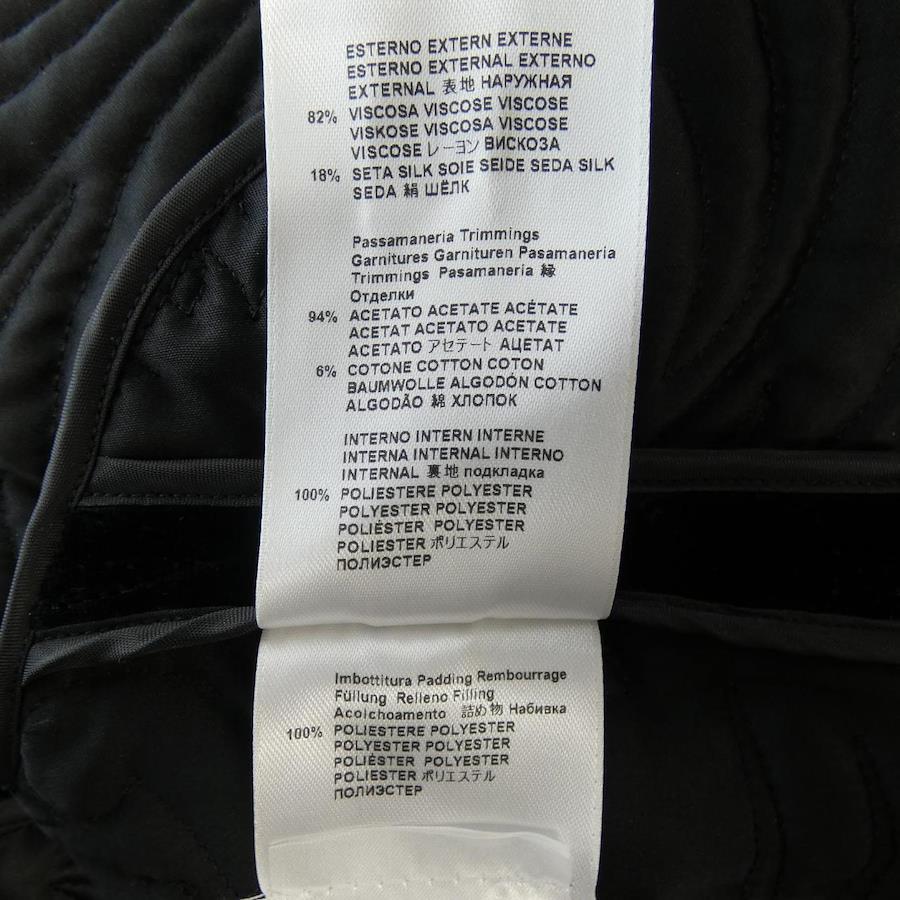 ESTERNO EXTERN EXTERNE
ESTERNO EXTERNAL EXTERNO
EXTERNAL 表地 НАРУЖНАЯ
82% VISCOSA VISCOSE VISCOSE
VISKOSE VISCOSA VISCOSE
VISCOSE レーヨン ВИСКОЗА
18% SETA SILK SOIE SEIDE SEDA SILK
SEDA 絹 ШЁЛК
Passamaneria Trimmings
Garnitures Garnituren Pasamaneria
Trimmings Pasamaneria 縁
Отделки
94% ACETATO ACETATE ACÉTATE
ACETAT ACETATO ACETATE
ACETATO アセテート АЦЕТАТ
6% COTONE COTTON COTON
BAUMWOLLE ALGODÓN COTTON
ALGODÃO 綿 ХЛОПОК
INTERNO INTERN INTERNE
INTERNA INTERNAL INTERNO
INTERNAL 裏地 подкладка
100% POLIESTERE POLYESTER
POLYESTER POLYESTER
POLIÉSTER POLYESTER
POLIESTER ポリエステル
ПОЛИЭСТЕР
Imbottitura Padding Rembourrage
Füllung Relleno Filling
Acolchoamento 詰め物 Набивка
100% POLIESTERE POLYESTER
POLYESTER POLYESTER
POLIÉSTER POLYESTER
POLIESTER ポリエステル
ПОЛИЭСТЕР